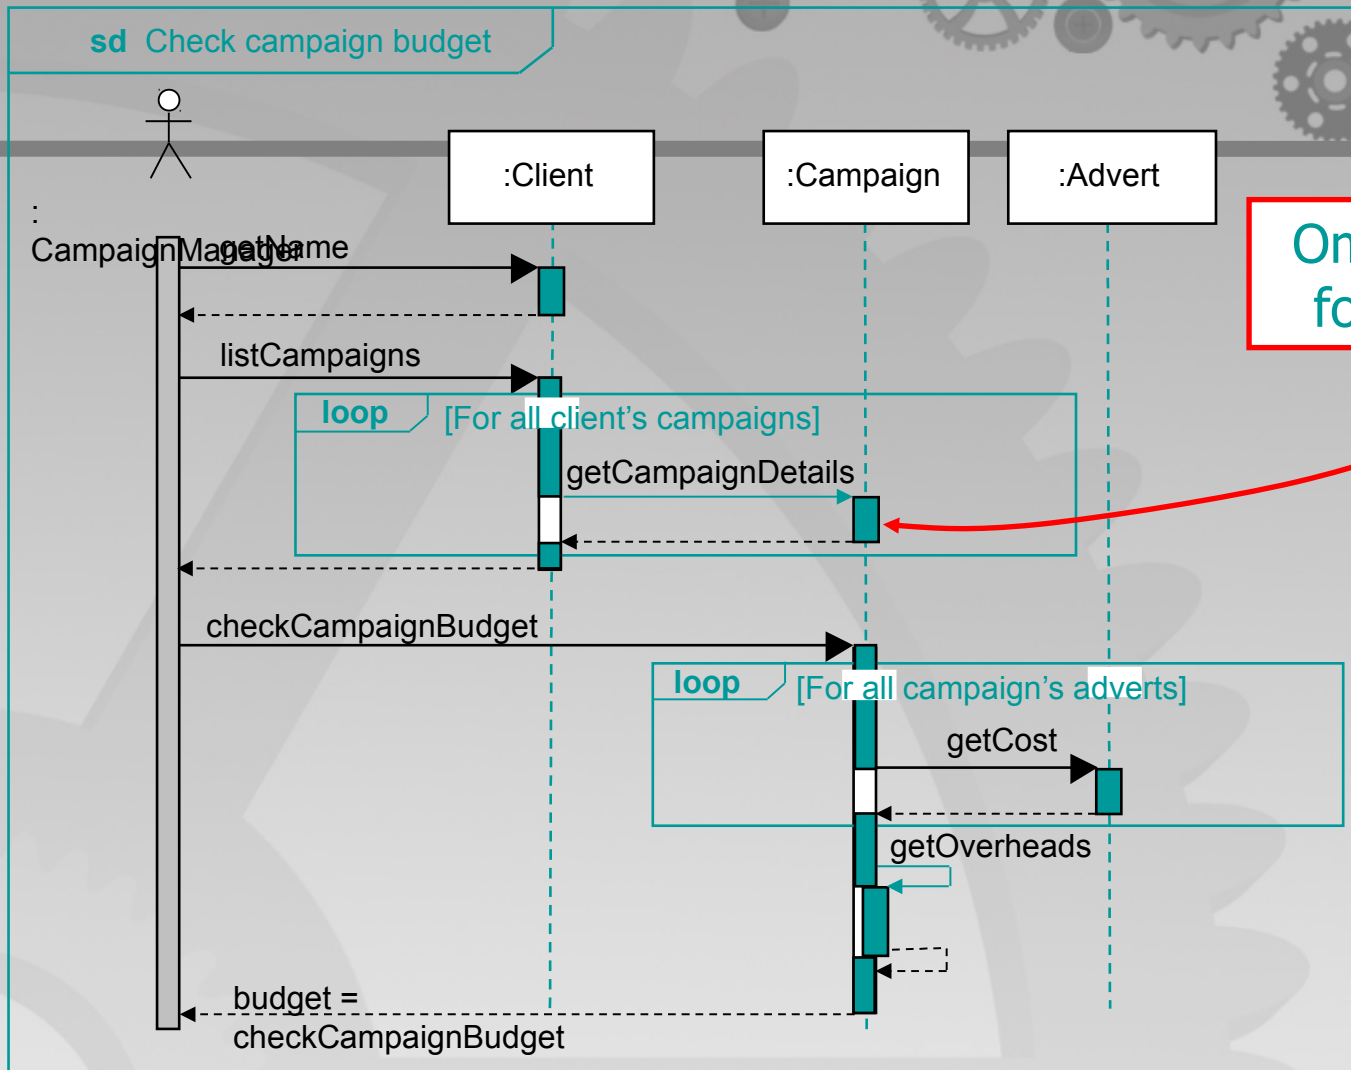 sd Check campaign budget
:Client
:Campaign
:Advert
:
CampaignManager
getName
listCampaigns
loop [For all client's campaigns]
getCampaignDetails
checkCampaignBudget
loop [For all campaign's adverts]
getCost
getOverheads
budget =
checkCampaignBudget